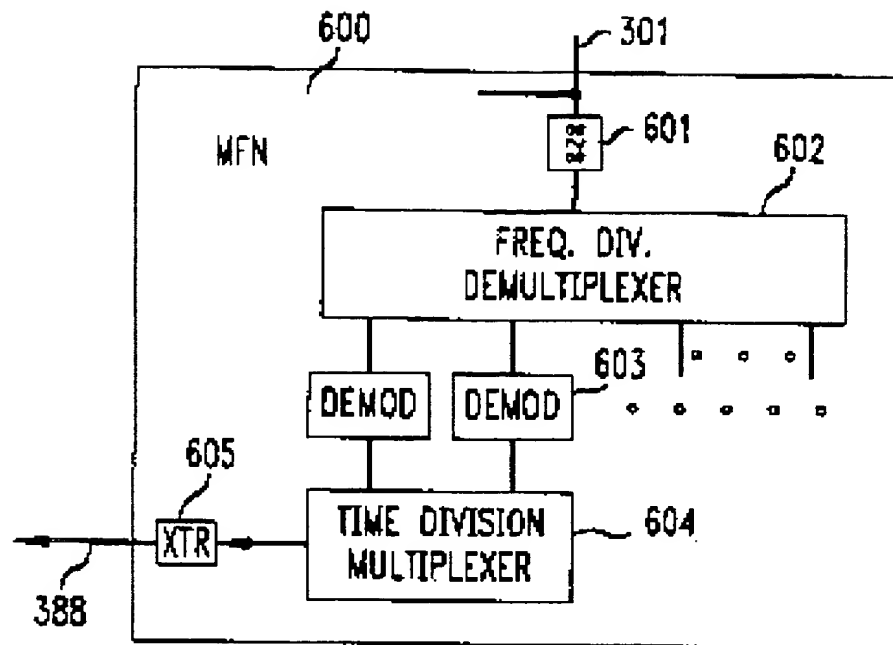 600
301
MFN
601
602
FREQ. DIV.
DEMULTIPLEXER
603
DEMOD
DEMOD
605
XTR
TIME DIVISION
MULTIPLEXER
604
388